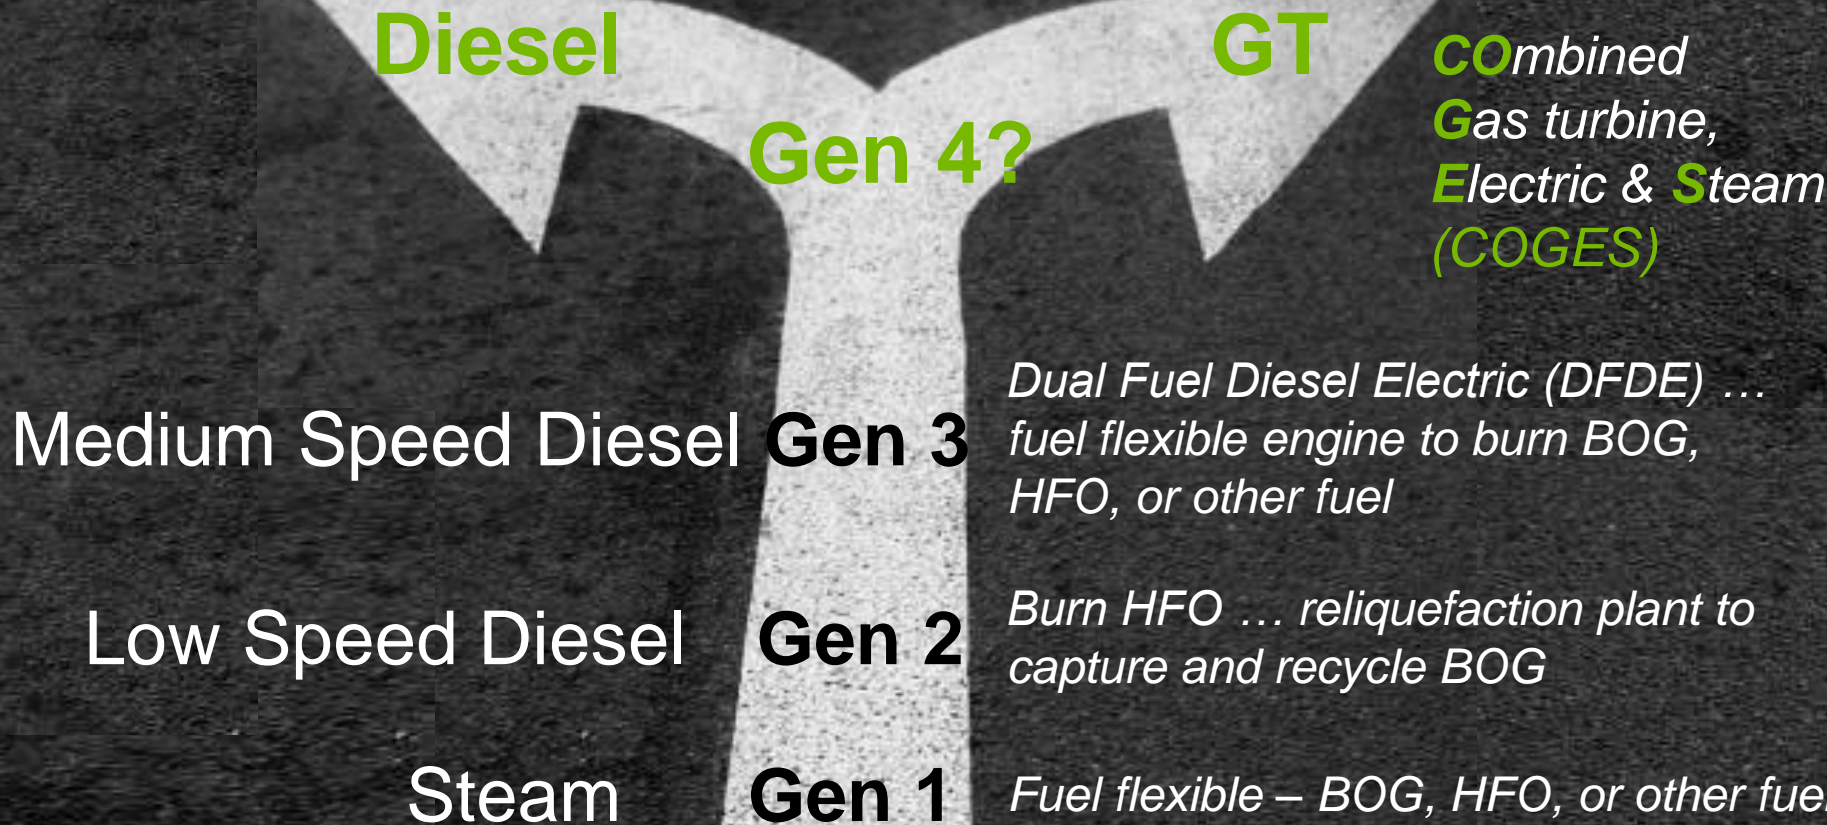 Diesel
GT
COmbined
Gas turbine,
Electric & Steam
(COGES)
Gen 4?
Medium Speed Diesel
Gen 3
Dual Fuel Diesel Electric (DFDE) …
fuel flexible engine to burn BOG,
HFO, or other fuel
Low Speed Diesel
Gen 2
Burn HFO … reliquefaction plant to
capture and recycle BOG
Steam
Gen 1
Fuel flexible – BOG, HFO, or other fuel